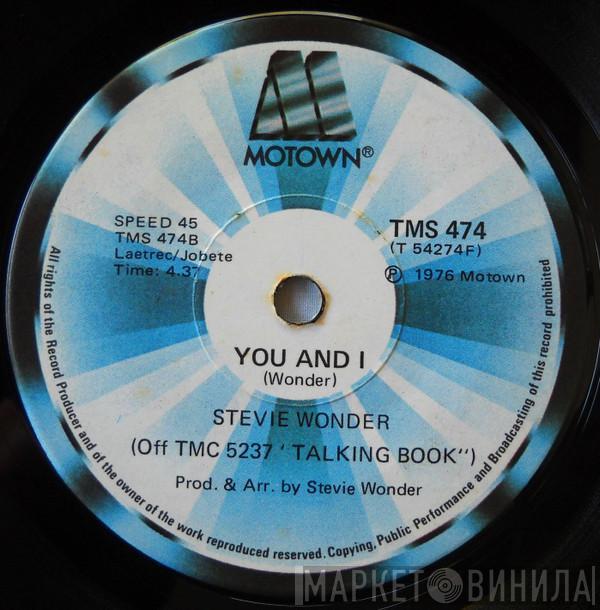 MOTOWN®
SPEED 45
TMS 474B
Laetrec/Jobete
Time: 4.37
TMS 474
(T 54274F)
Ⓟ 1976 Motown
YOU AND I
(Wonder)
STEVIE WONDER
(Off TMC 5237 ' TALKING BOOK'')
Prod. & Arr. by Stevie Wonder
All rights of the Record Producer and of the owner of the work reproduced reserved. Copying, Public Performance and Broadcasting of this record prohibited
МАРКЕТ ВИНИЛА